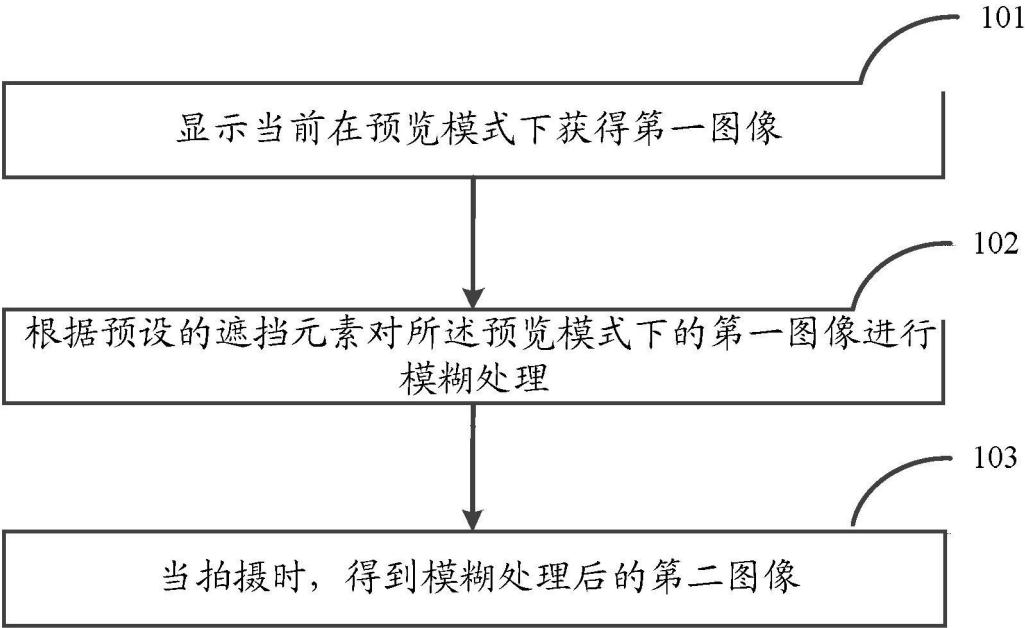 101
显示当前在预览模式下获得第一图像
102
根据预设的遮挡元素对所述预览模式下的第一图像进行
模糊处理
103
当拍摄时，得到模糊处理后的第二图像